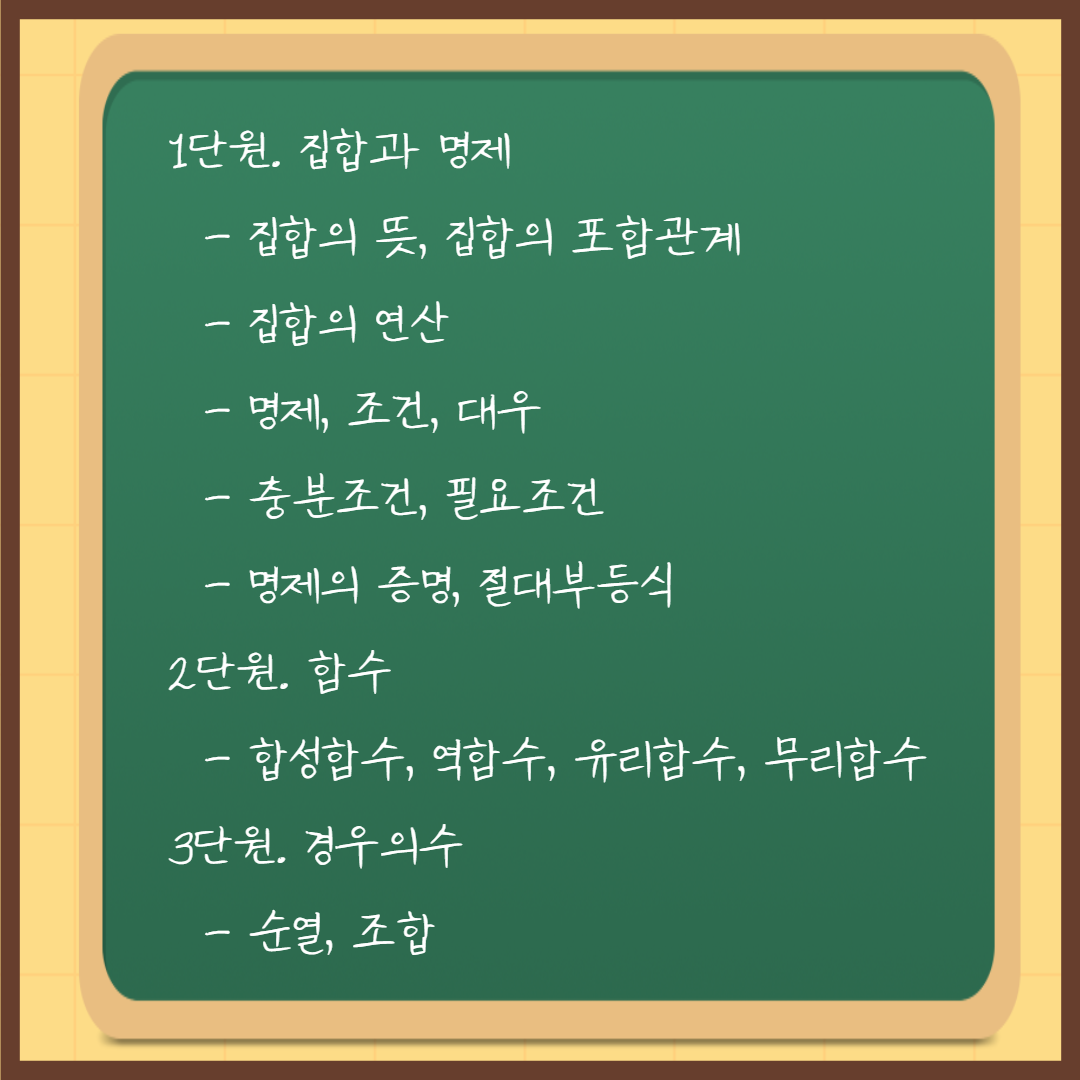 1단원. 집합과 명제
- 집합의 뜻, 집합의 포함관계
- 집합의 연산
- 명제, 조건, 대우
- 충분조건, 필요조건
- 명제의 증명, 절대부등식
2단원. 함수
- 합성함수, 역함수, 유리함수, 무리함수
3단원. 경우의수
- 순열, 조합